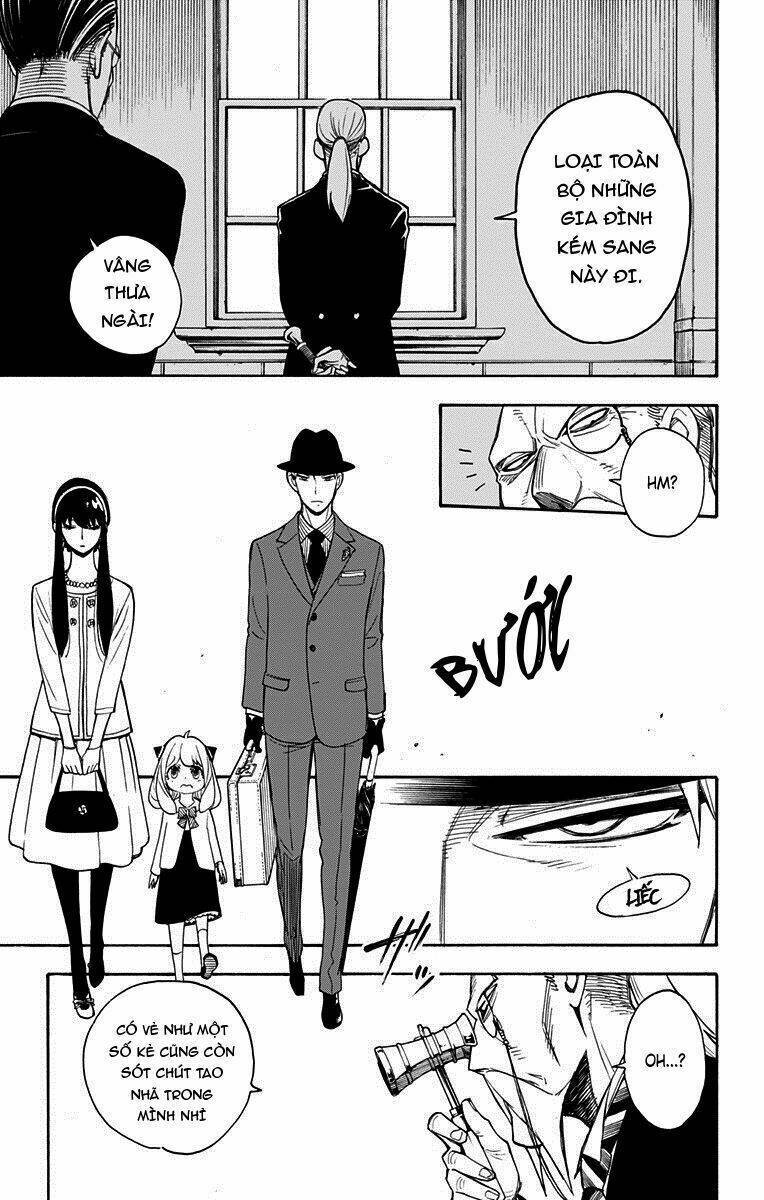 LOẠI TOÀN
BỘ NHỮNG
GIA ĐÌNH
KÉM SANG
NÀY ĐI.
VÂNG
THƯA
NGÀI!
HM?
BƯỚC
LIẾC
OH...?
CÓ VẺ NHƯ MỘT
SỐ KẺ CŨNG CÒN
SÓT CHÚT TAO
NHÃ TRONG
MÌNH NHỈ